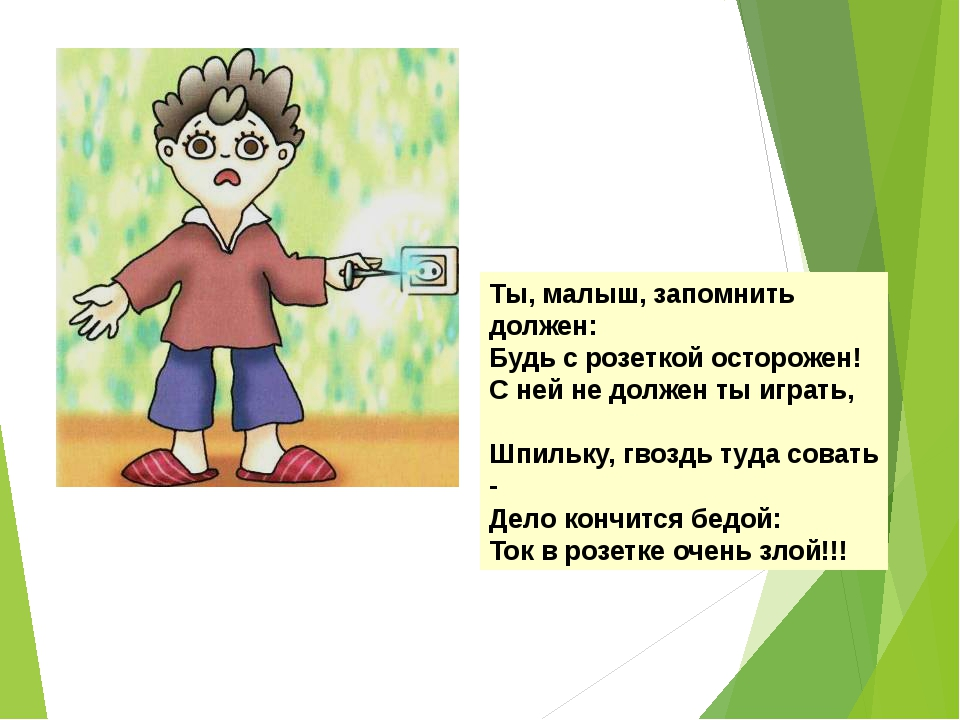 Ты, малыш, запомнить
должен:
Будь с розеткой осторожен!
С ней не должен ты играть,
Шпильку, гвоздь туда совать
-
Дело кончится бедой:
Ток в розетке очень злой!!!